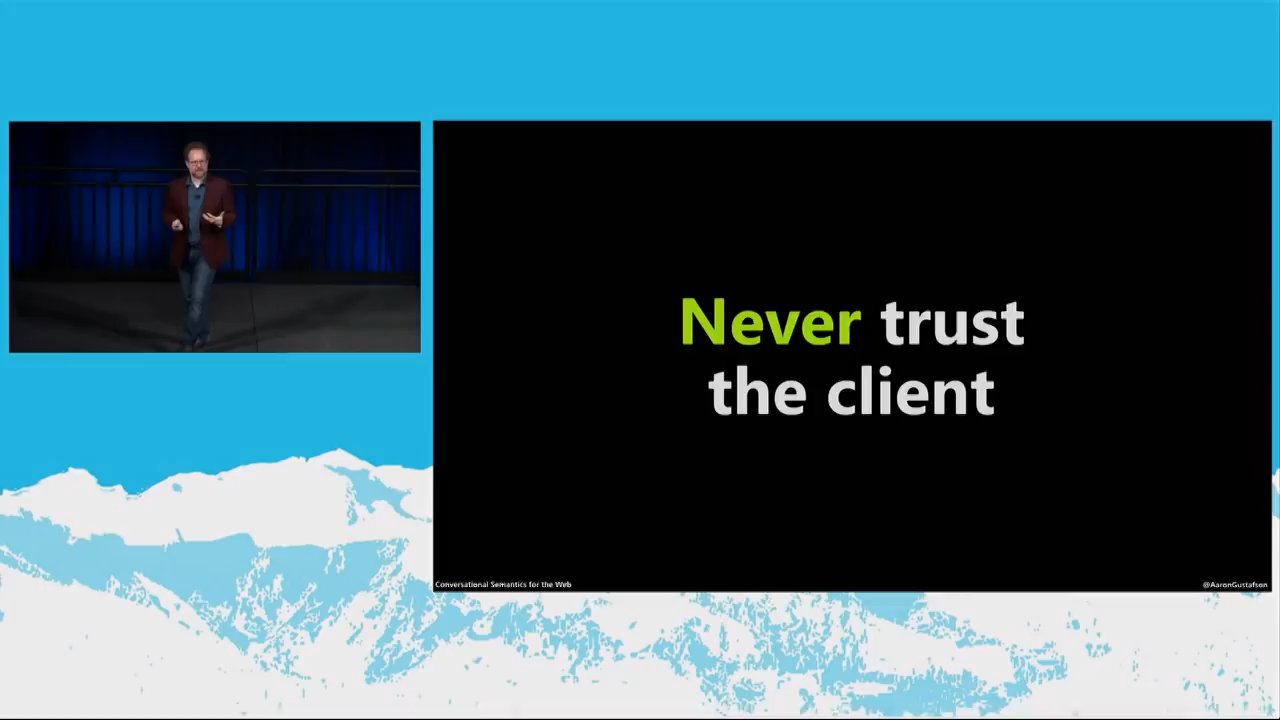 Never trust
the client
Conversational Semantics for the Web
@AaronGustafson